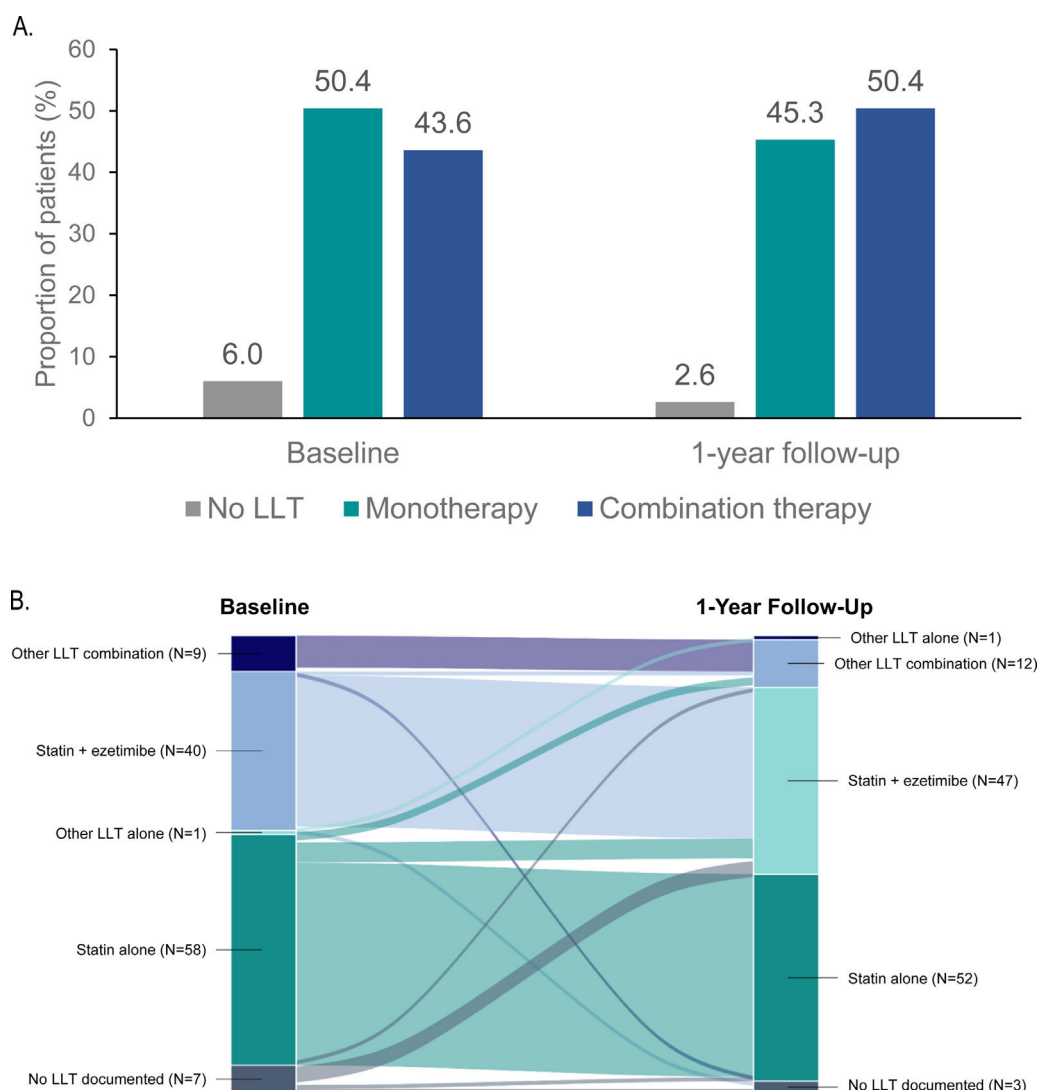 A.
Proportion of patients (%)
60
50
40
30
20
10
0
6.0
50.4
43.6
2.6
45.3
50.4
Baseline
1-year follow-up
No LLT
Monotherapy
Combination therapy
B.
Baseline
1-Year Follow-Up
Other LLT combination (N=9)
Statin + ezetimibe (N=40)
Other LLT alone (N=1)
Statin alone (N=58)
No LLT documented (N=7)
Other LLT alone (N=1)
Other LLT combination (N=12)
Statin + ezetimibe (N=47)
Statin alone (N=52)
No LLT documented (N=3)